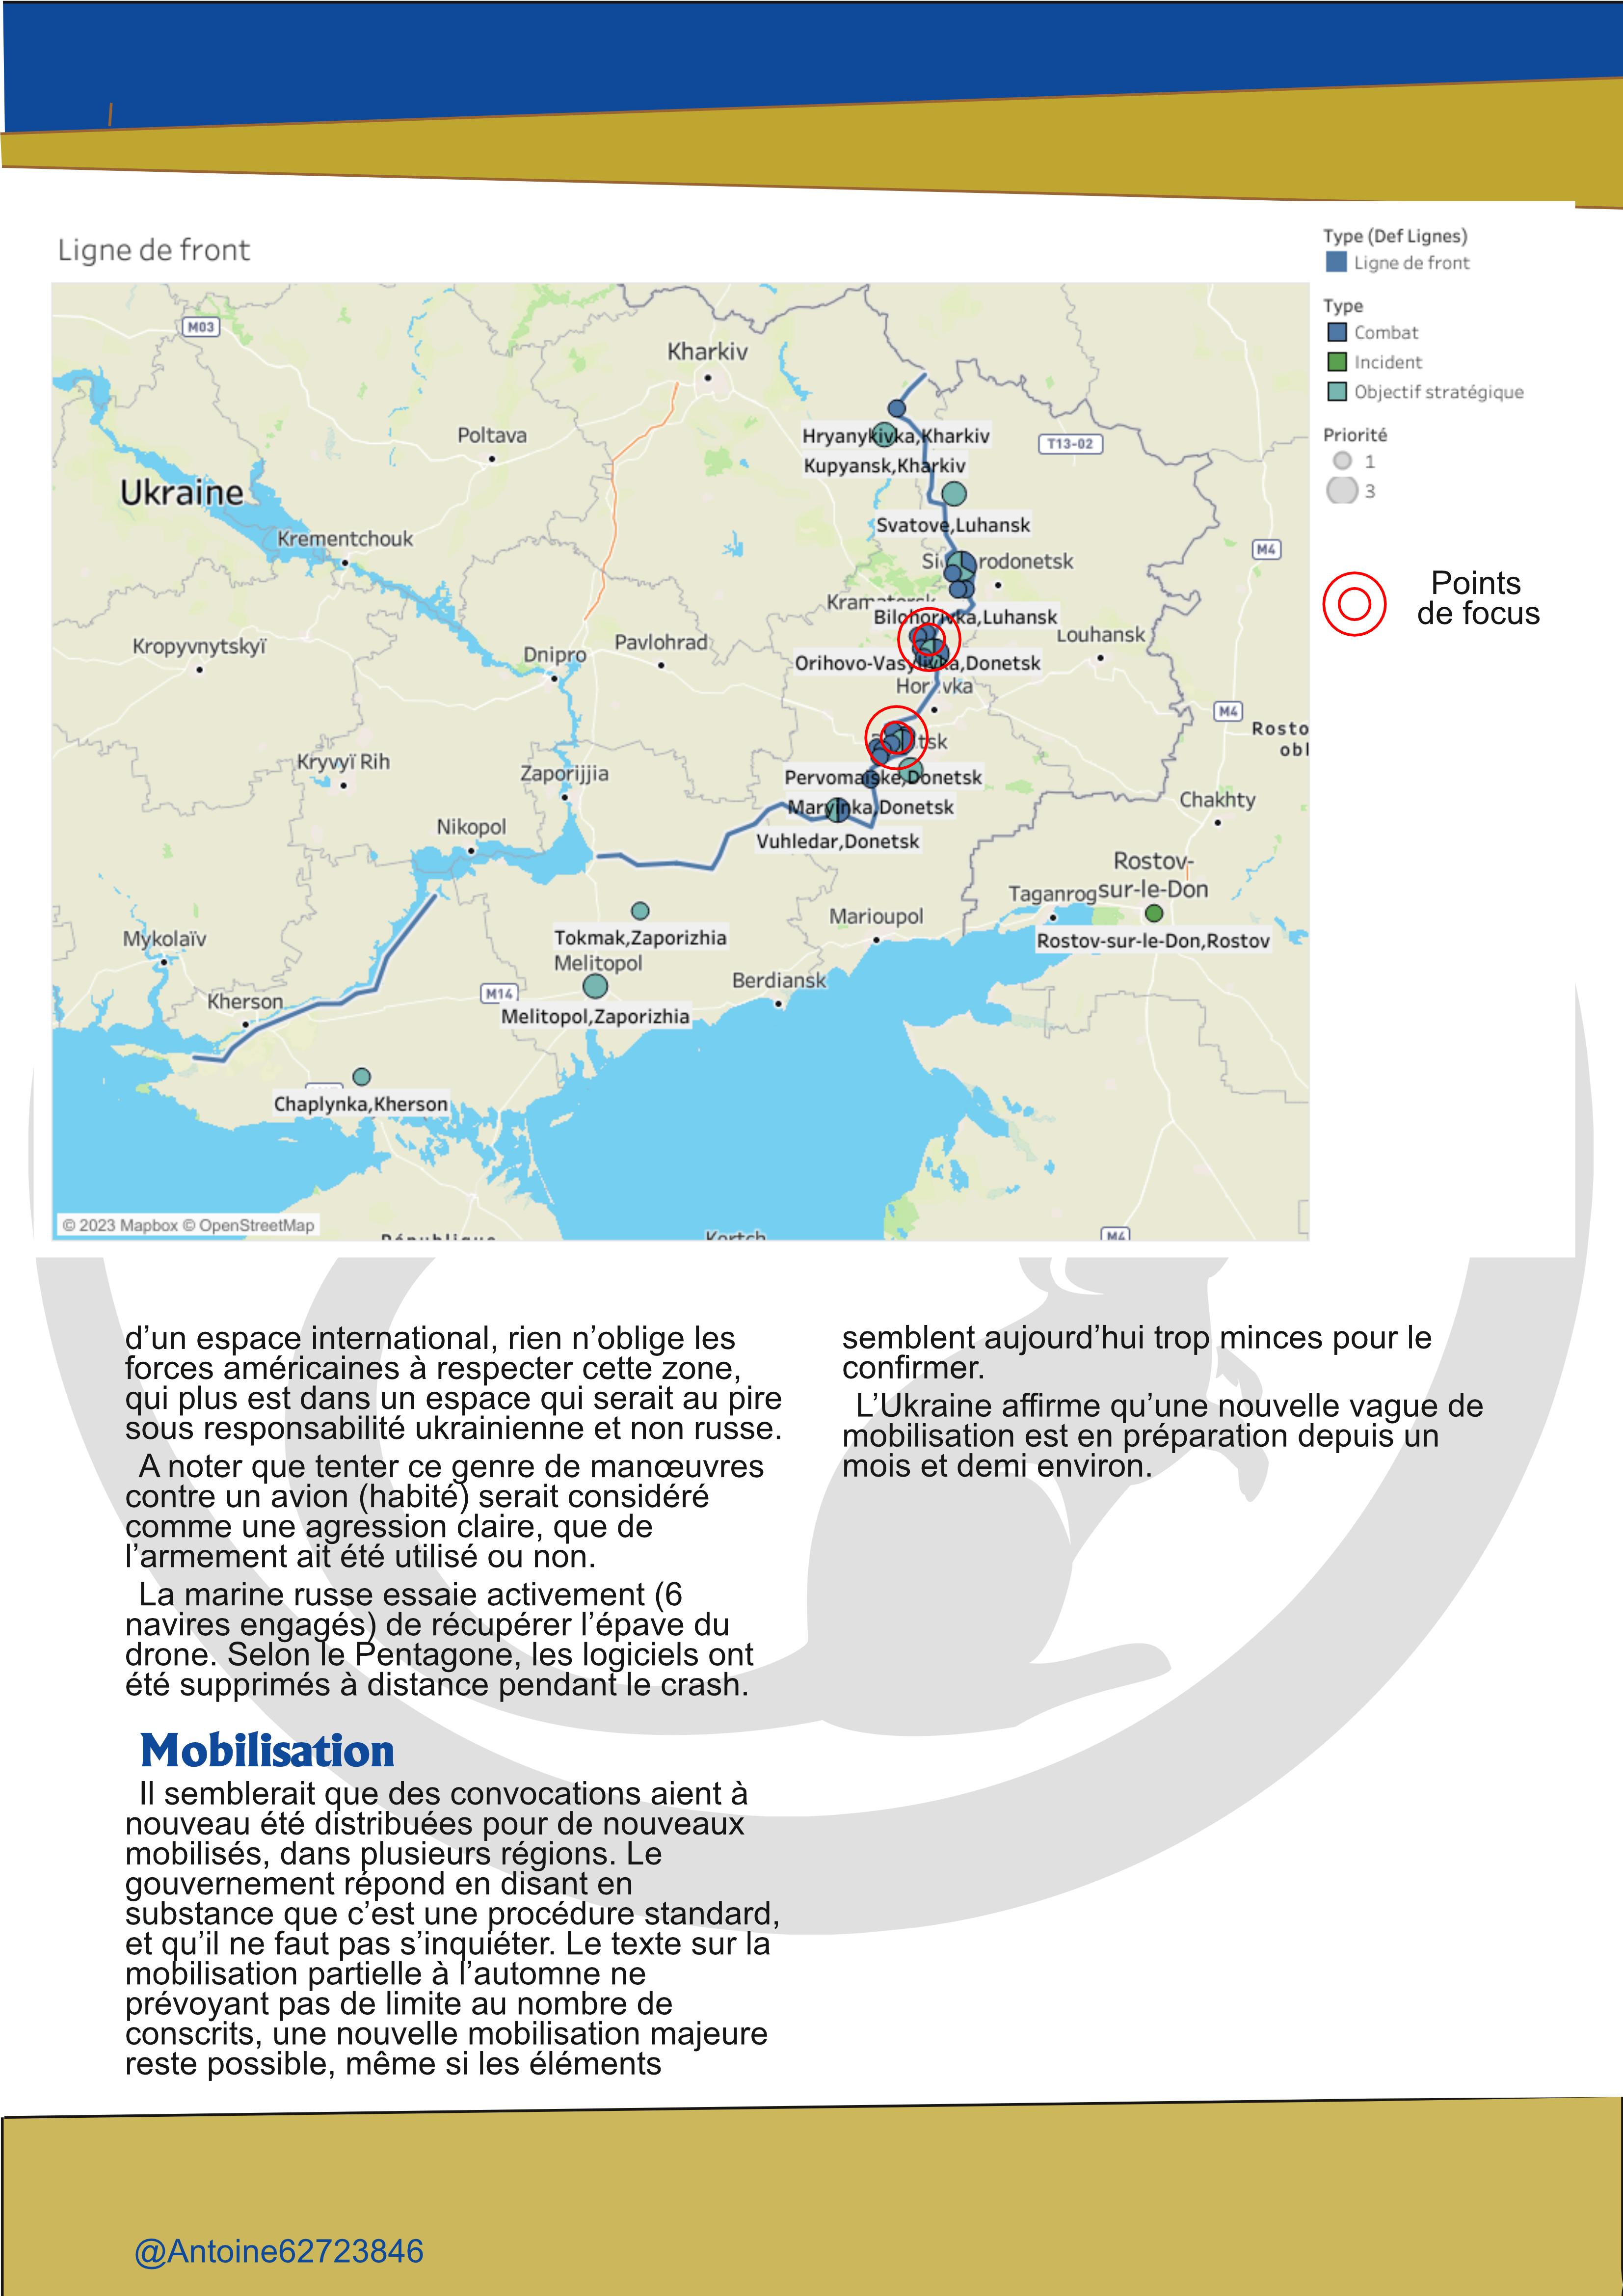 Ligne de front
Type (Def Lignes)
Ligne de front
Type
Combat
Incident
Objectif stratégique
Priorité
1
3
Points
de focus
M03
Kharkiv
Poltava
Hryanykivka,Kharkiv
T13-02
Kupyansk,Kharkiv
Ukraine
Svatove,Luhansk
Krementchouk
M4
Bilohorivka,Luhansk
Louhansk
Kropyvnytskyï
Pavlohrad
Dnipro
Orihovo-Vasylivka,Donetsk
M4
Rosto
obl
Kryvyï Rih
Zaporijjia
Pervomaiske,Donetsk
Chakhty
Marylnka,Donetsk
Nikopol
Vuhledar,Donetsk
Rostov-
sur-le-Don
Taganrog
Marioupol
Mykolaïv
Tokmak,Zaporizhia
Rostov-sur-le-Don,Rostov
Melitopol
Berdiansk
Kherson
M14
Melitopol,Zaporizhia
Chaplynka,Kherson
© 2023 Mapbox © OpenStreetMap
M4
d’un espace international, rien n’oblige les
forces américaines à respecter cette zone,
qui plus est dans un espace qui serait au pire
sous responsabilité ukrainienne et non russe.
A noter que tenter ce genre de manœuvres
contre un avion (habité) serait considéré
comme une agression claire, que de
l’armement ait été utilisé ou non.
La marine russe essaie activement (6
navires engagés) de récupérer l’épave du
drone. Selon le Pentagone, les logiciels ont
été supprimés à distance pendant le crash.
Mobilisation
Il semblerait que des convocations aient à
nouveau été distribuées pour de nouveaux
mobilisés, dans plusieurs régions. Le
gouvernement répond en disant en
substance que c’est une procédure standard,
et qu’il ne faut pas s’inquiéter. Le texte sur la
mobilisation partielle à l’automne ne
prévoyant pas de limite au nombre de
conscrits, une nouvelle mobilisation majeure
reste possible, même si les éléments
semblent aujourd’hui trop minces pour le
confirmer.
L’Ukraine affirme qu’une nouvelle vague de
mobilisation est en préparation depuis un
mois et demi environ.
@Antoine62723846